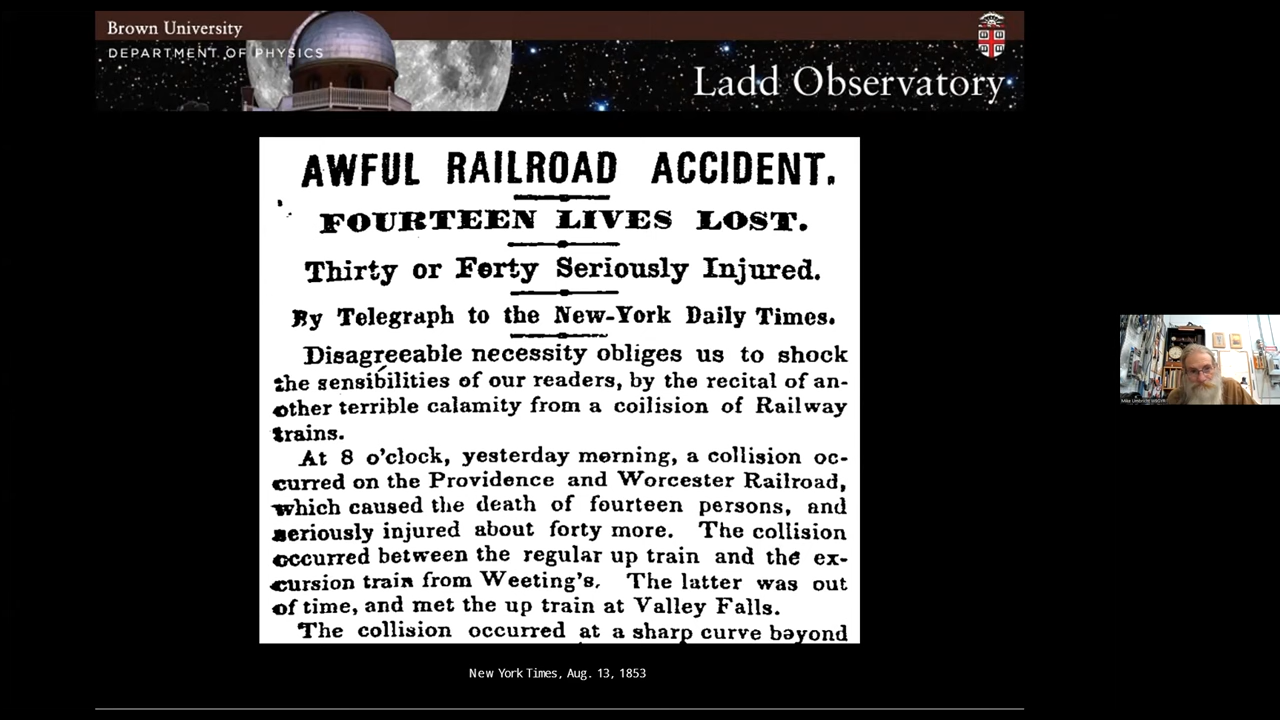 Brown University
DEPARTMENT OF PHYSICS
Ladd Observatory
AWFUL RAILROAD ACCIDENT.
FOURTEEN LIVES LOST.
Thirty or Forty Seriously Injured.
By Telegraph to the New-York Daily Times.
Disagreeable necessity obliges us to shock
the sensibilities of our readers, by the recital of an-
other terrible calamity from a collision of Railway
trains.
At 8 o'clock, yesterday morning, a collision oc-
curred on the Providence and Worcester Railroad,
which caused the death of fourteen persons, and
seriously injured about forty more. The collision
occurred between the regular up train and the ex-
cursion train from Weeting's. The latter was out
of time, and met the up train at Valley Falls.
The collision occurred at a sharp curve beyond
New York Times, Aug. 13, 1853